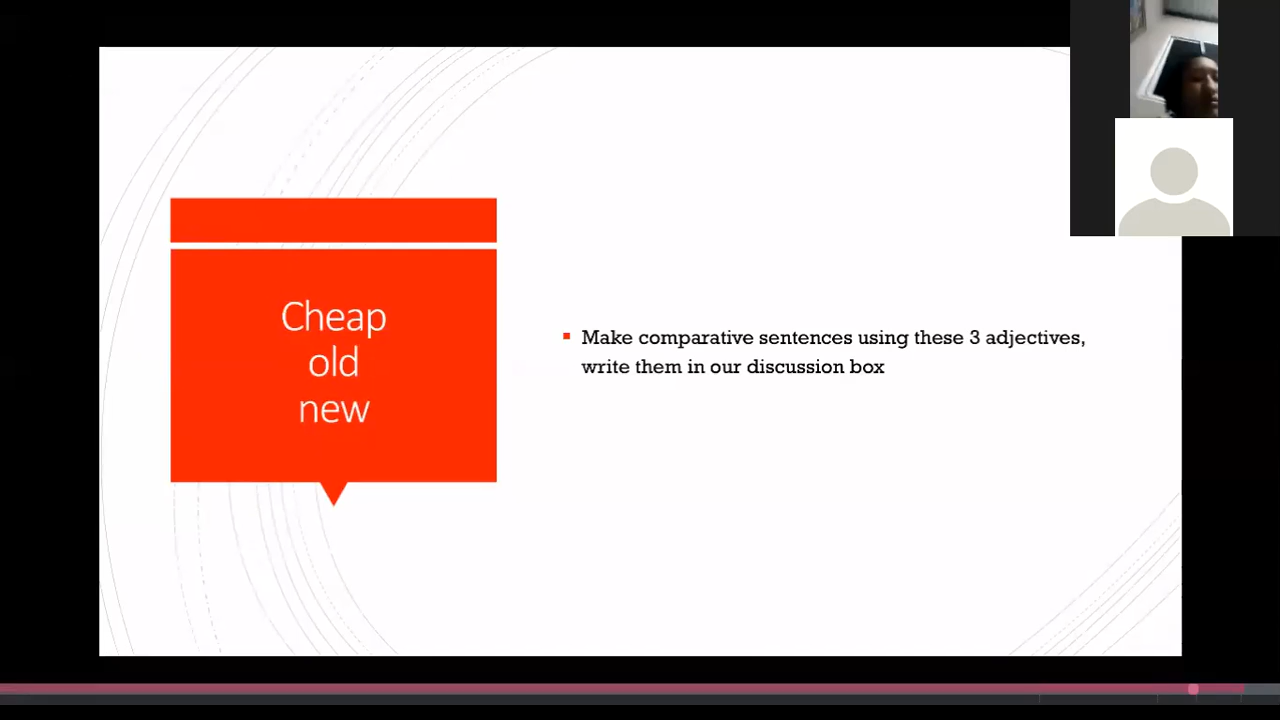 Cheap
old
new
Make comparative sentences using these 3 adjectives,
write them in our discussion box